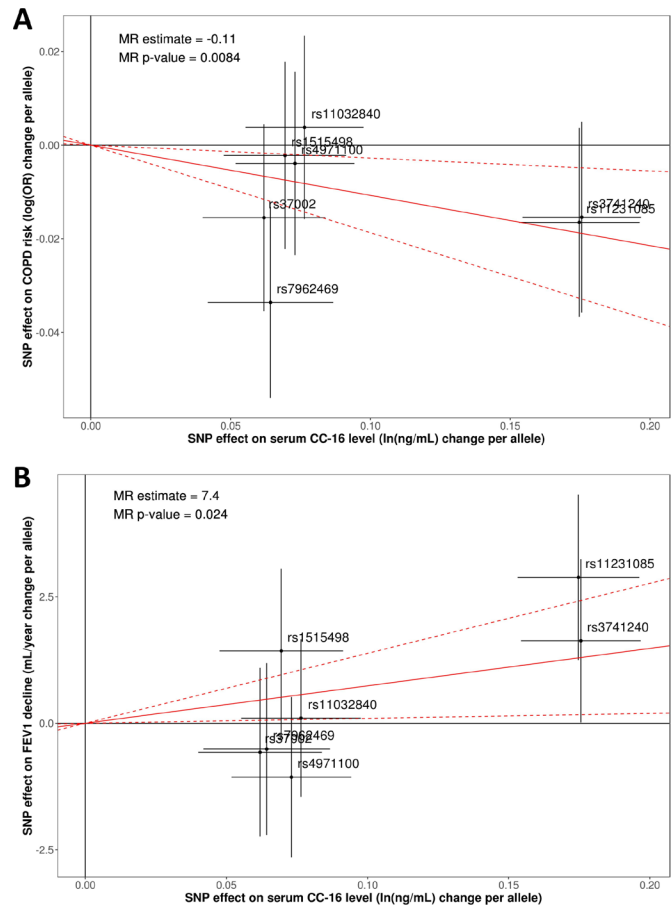 A
MR estimate = -0.11
MR p-value = 0.0084
0.02
rs11032840
rs1515498
0.00
rs4971100
rs37002
rs3741240
rs11231085
-0.02
rs7962469
-0.04
0.00 0.05 0.10 0.15 0.20
SNP effect on COPD risk (log(OR) change per allele)
SNP effect on serum CC-16 level (ln(ng/mL) change per allele)
B
MR estimate = 7.4
MR p-value = 0.024
rs11231085
2.5
rs1515498
rs3741240
rs11032840
0.0
rs7962469
rs37002
rs4971100
-2.5
0.00 0.05 0.10 0.15 0.20
SNP effect on FEV1 decline (mL/year change per allele)
SNP effect on serum CC-16 level (ln(ng/mL) change per allele)